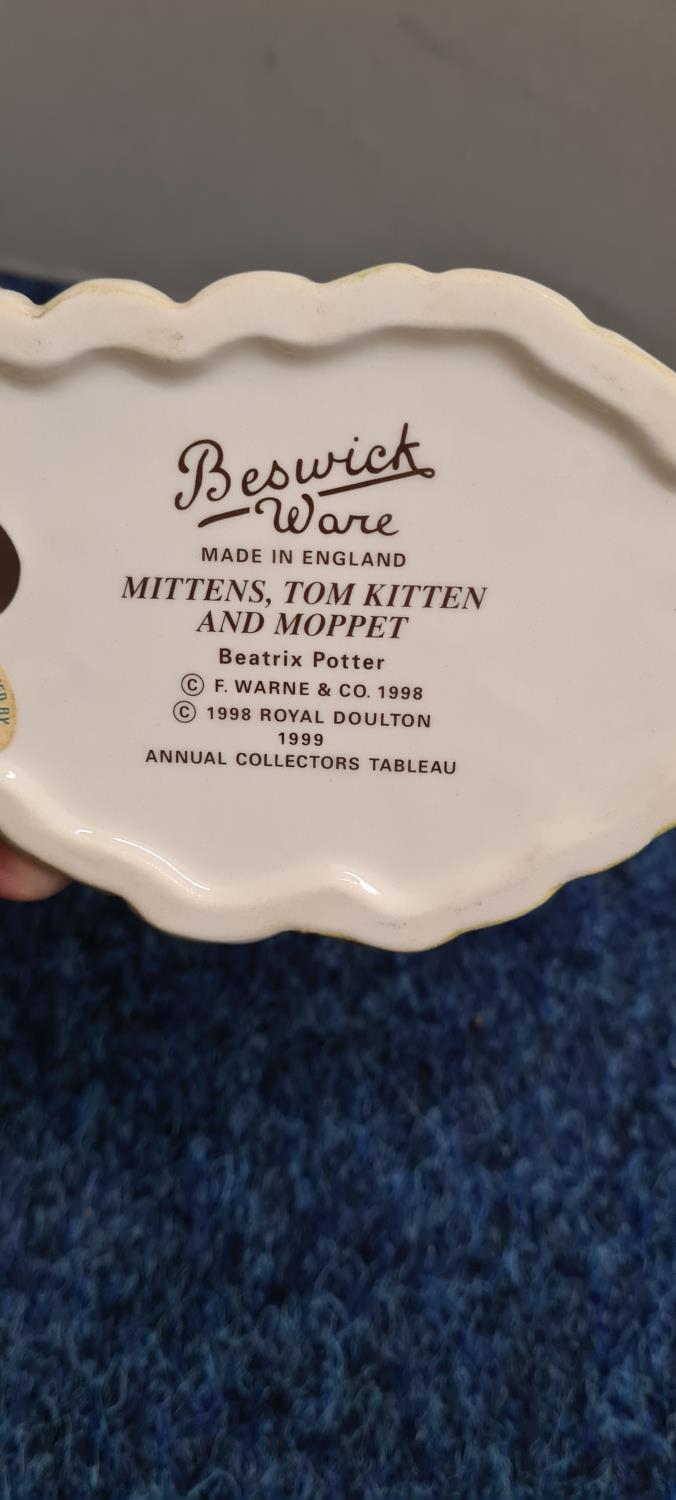 Beswick
Ware
MADE IN ENGLAND
MITTENS, TOM KITTEN
AND MOPPET
Beatrix Potter
© F. WARNE & CO. 1998
© 1998 ROYAL DOULTON
1999
ANNUAL COLLECTORS TABLEAU
BY